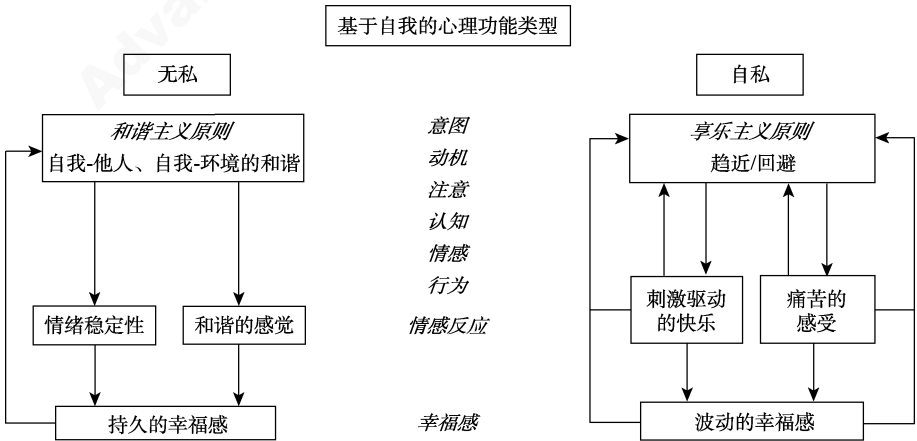 基于自我的心理功能类型
无私
自私
和谐主义原则
自我-他人、自我-环境的和谐
意图
动机
注意
认知
情感
行为
情感反应
幸福感
享乐主义原则
趋近/回避
情绪稳定性
和谐的感觉
持久的幸福感
刺激驱动
的快乐
痛苦的
感受
波动的幸福感
Adva